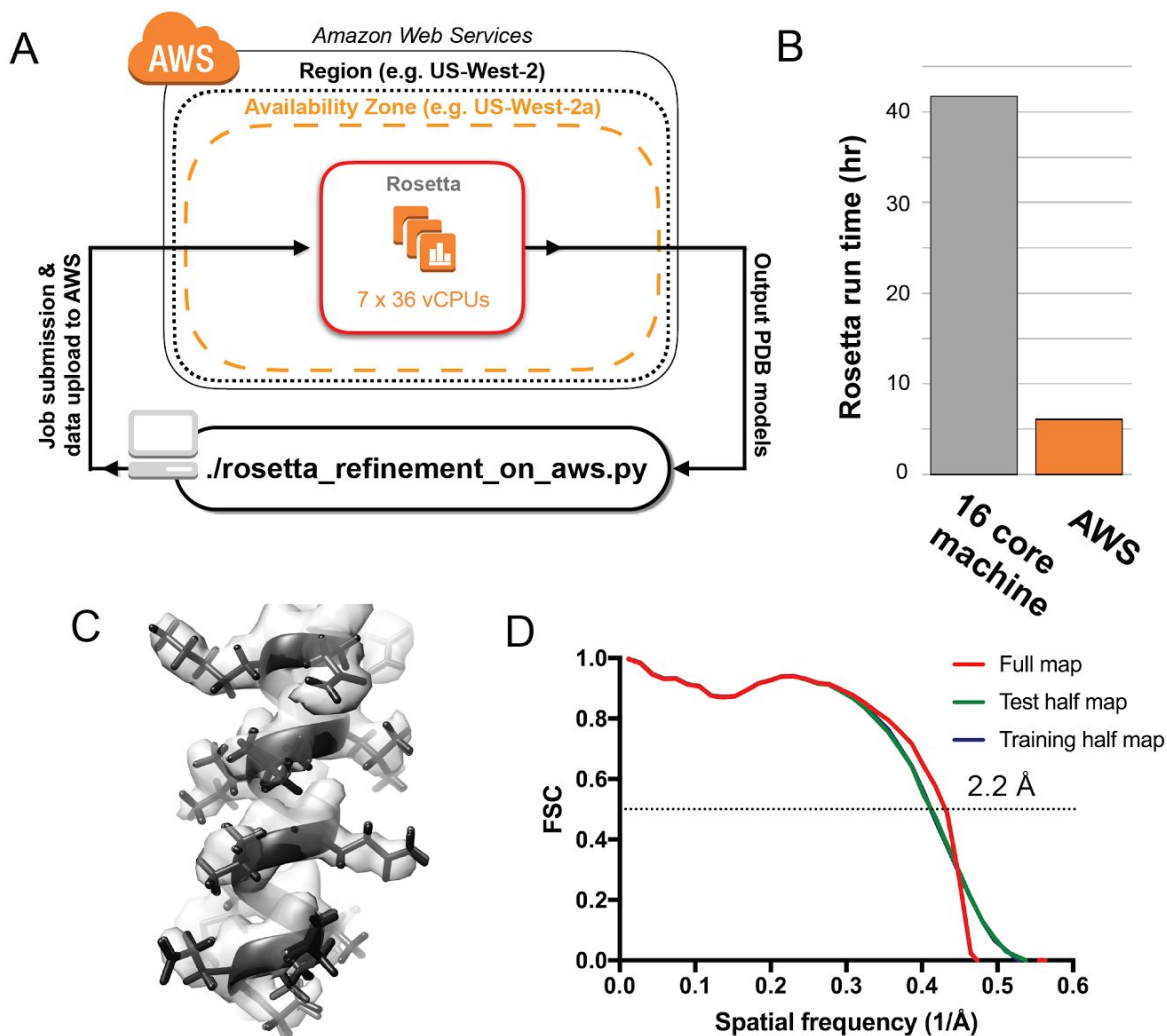 A
AWS
Amazon Web Services
Region (e.g. US-West-2)
Availability Zone (e.g. US-West-2a)
Rosetta
7 x 36 vCPUs
Job submission &
data upload to AWS
Output PDB models
./rosetta_refinement_on_aws.py
B
Rosetta run time (hr)
40
30
20
10
0
16 core
machine
AWS
C
D
FSC
1.0
0.8
0.6
0.4
0.2
0.0
Full map
Test half map
Training half map
2.2 Å
0.0 0.1 0.2 0.3 0.4 0.5 0.6
Spatial frequency (1/Å)